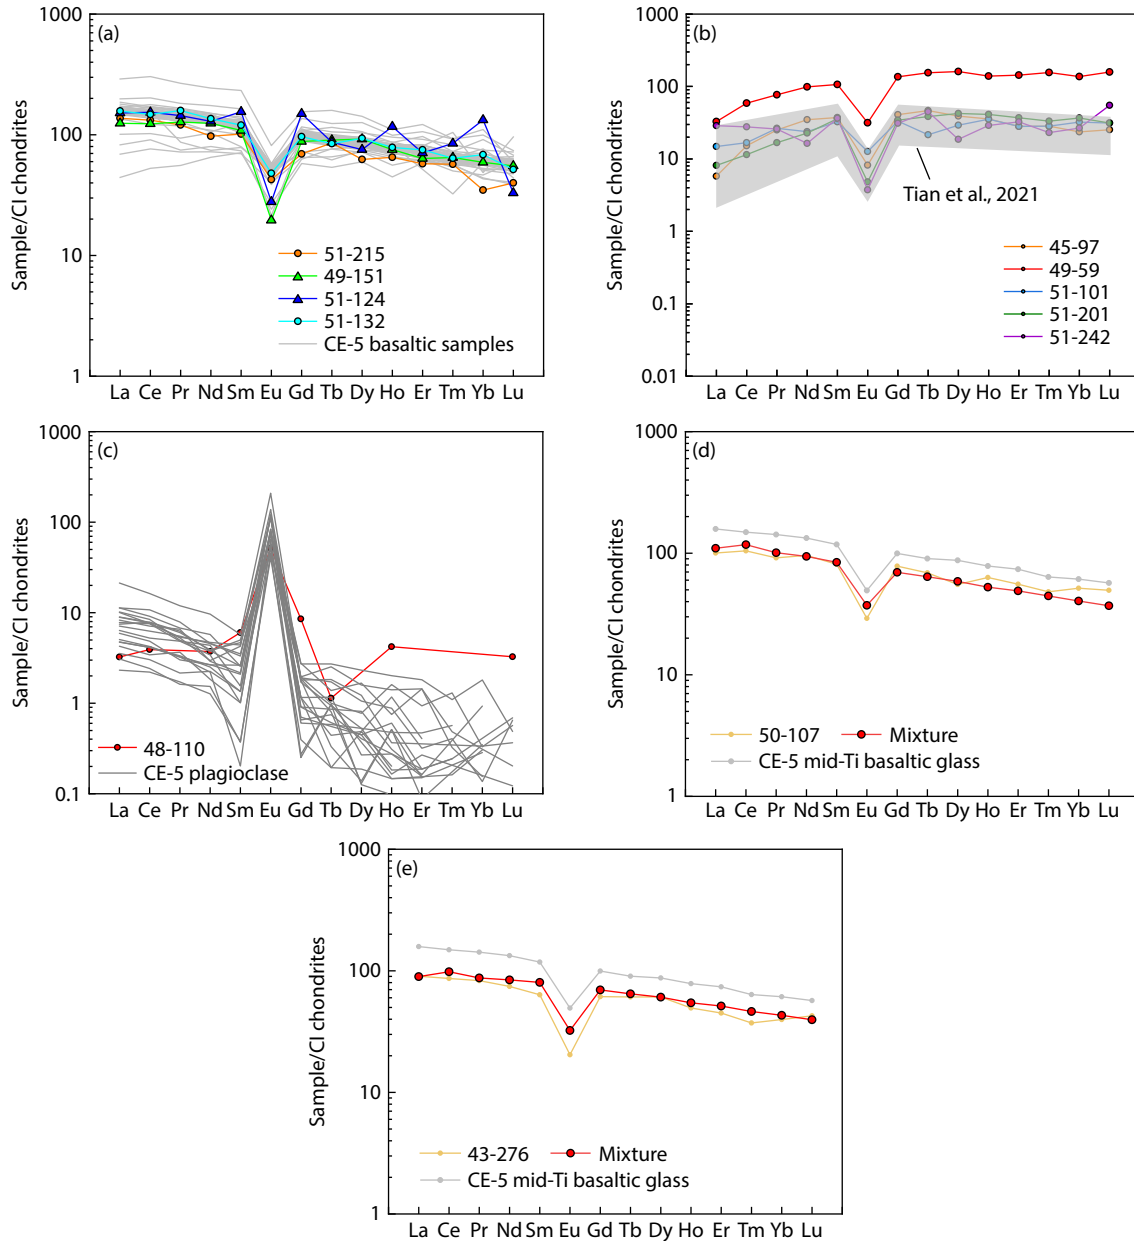 (a)
1000
100
10
1
Sample/CI chondrites
51-215
49-151
51-124
51-132
CE-5 basaltic samples
La Ce Pr Nd Sm Eu Gd Tb Dy Ho Er Tm Yb Lu
(b)
1000
100
10
1
0.1
0.01
Sample/CI chondrites
Tian et al., 2021
45-97
49-59
51-101
51-201
51-242
La Ce Pr Nd Sm Eu Gd Tb Dy Ho Er Tm Yb Lu
(c)
1000
100
10
1
0.1
Sample/CI chondrites
48-110
CE-5 plagioclase
La Ce Pr Nd Sm Eu Gd Tb Dy Ho Er Tm Yb Lu
(d)
1000
100
10
1
Sample/CI chondrites
50-107 Mixture
CE-5 mid-Ti basaltic glass
La Ce Pr Nd Sm Eu Gd Tb Dy Ho Er Tm Yb Lu
(e)
1000
100
10
1
Sample/CI chondrites
43-276 Mixture
CE-5 mid-Ti basaltic glass
La Ce Pr Nd Sm Eu Gd Tb Dy Ho Er Tm Yb Lu